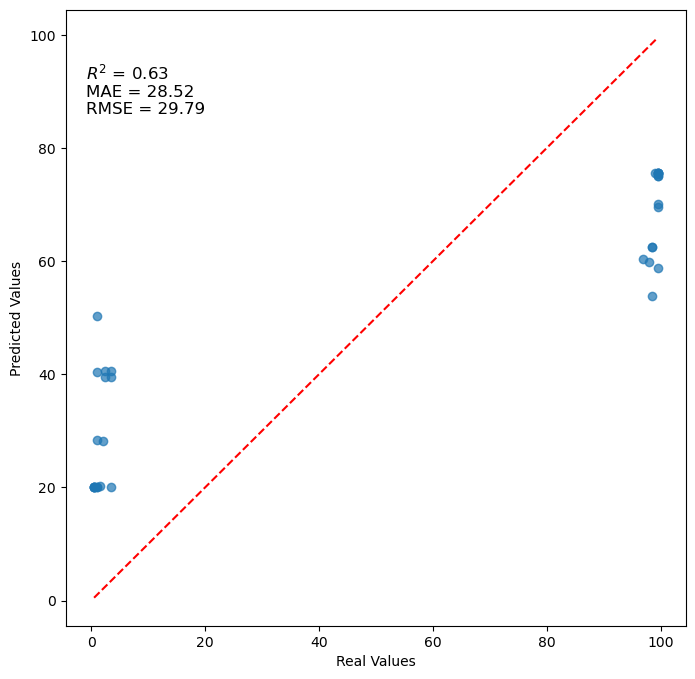 100
80
60
40
20
0
Predicted Values
R² = 0.63
MAE = 28.52
RMSE = 29.79
0 20 40 60 80 100
Real Values